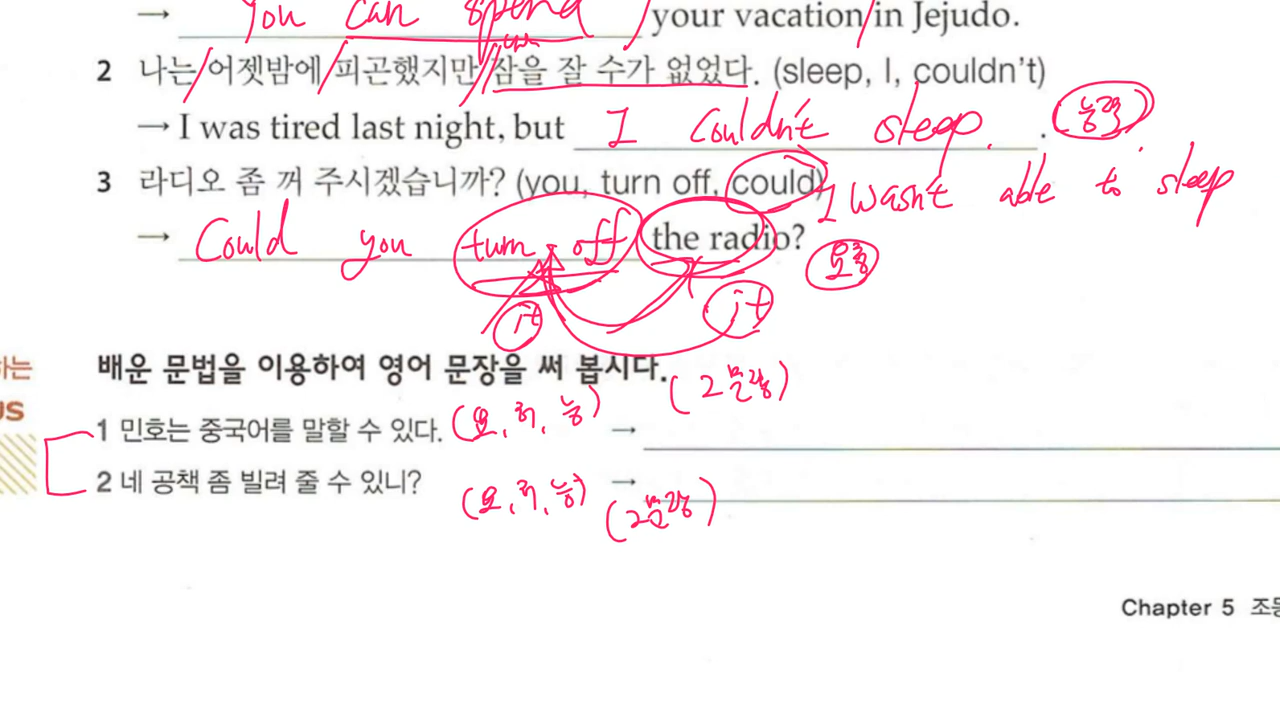 → You can spend / your vacation / in Jejudo.
2 나는 / 어젯밤에 / 피곤했지만 // 잠을 잘 수가 없었다. (sleep, I, couldn't)
→ I was tired last night, but I couldn't sleep. 능력
3 라디오 좀 꺼 주시겠습니까? (you, turn off, could) I wasn't able to sleep
→ Could you turn off the radio? 요청
it it
하는 배운 문법을 이용하여 영어 문장을 써 봅시다. (2문장)
US
1 민호는 중국어를 말할 수 있다. (요, 허, 능) →
2 네 공책 좀 빌려 줄 수 있니? (요, 허, 능) (2문장) →
Chapter 5 조동